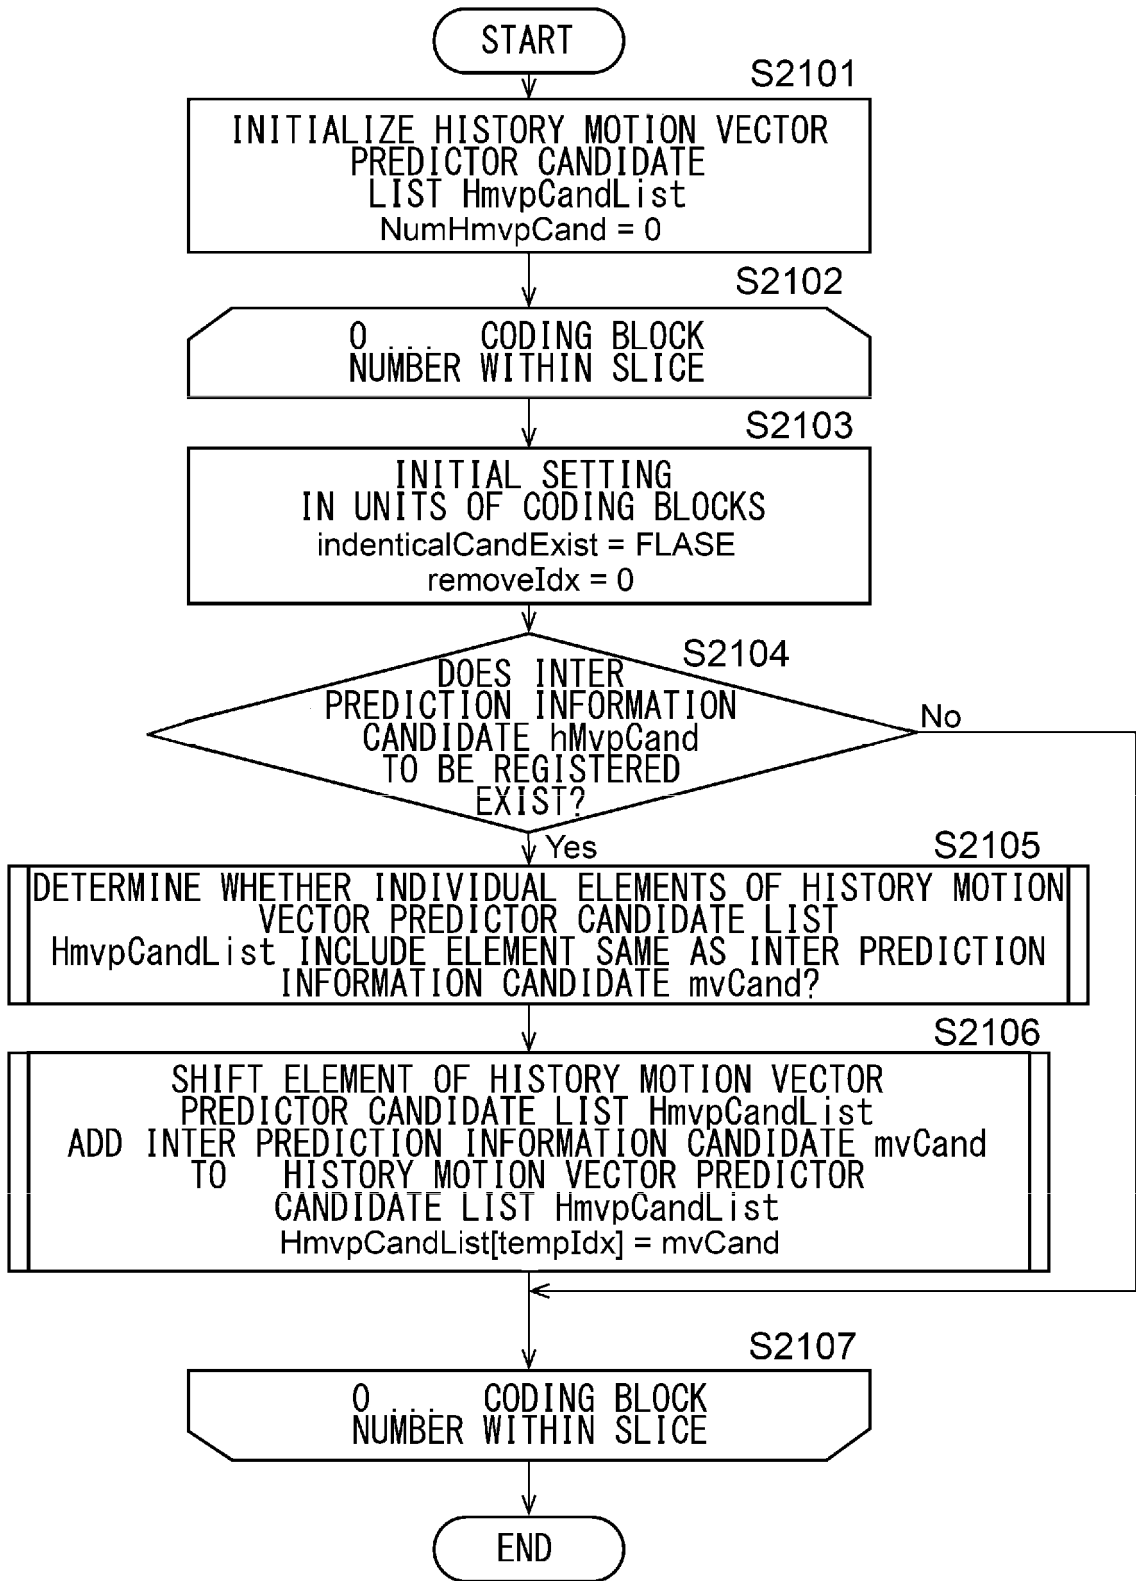 START
S2101
INITIALIZE HISTORY MOTION VECTOR
PREDICTOR CANDIDATE
LIST HmvpCandList
NumHmvpCand = 0
S2102
0 ... CODING BLOCK
NUMBER WITHIN SLICE
S2103
INITIAL SETTING
IN UNITS OF CODING BLOCKS
indenticalCandExist = FLASE
removeIdx = 0
S2104
DOES INTER
PREDICTION INFORMATION
CANDIDATE hMvpCand
TO BE REGISTERED
EXIST?
No
Yes
S2105
DETERMINE WHETHER INDIVIDUAL ELEMENTS OF HISTORY MOTION
VECTOR PREDICTOR CANDIDATE LIST
HmvpCandList INCLUDE ELEMENT SAME AS INTER PREDICTION
INFORMATION CANDIDATE mvCand?
S2106
SHIFT ELEMENT OF HISTORY MOTION VECTOR
PREDICTOR CANDIDATE LIST HmvpCandList
ADD INTER PREDICTION INFORMATION CANDIDATE mvCand
TO HISTORY MOTION VECTOR PREDICTOR
CANDIDATE LIST HmvpCandList
HmvpCandList[tempIdx] = mvCand
S2107
0 ... CODING BLOCK
NUMBER WITHIN SLICE
END